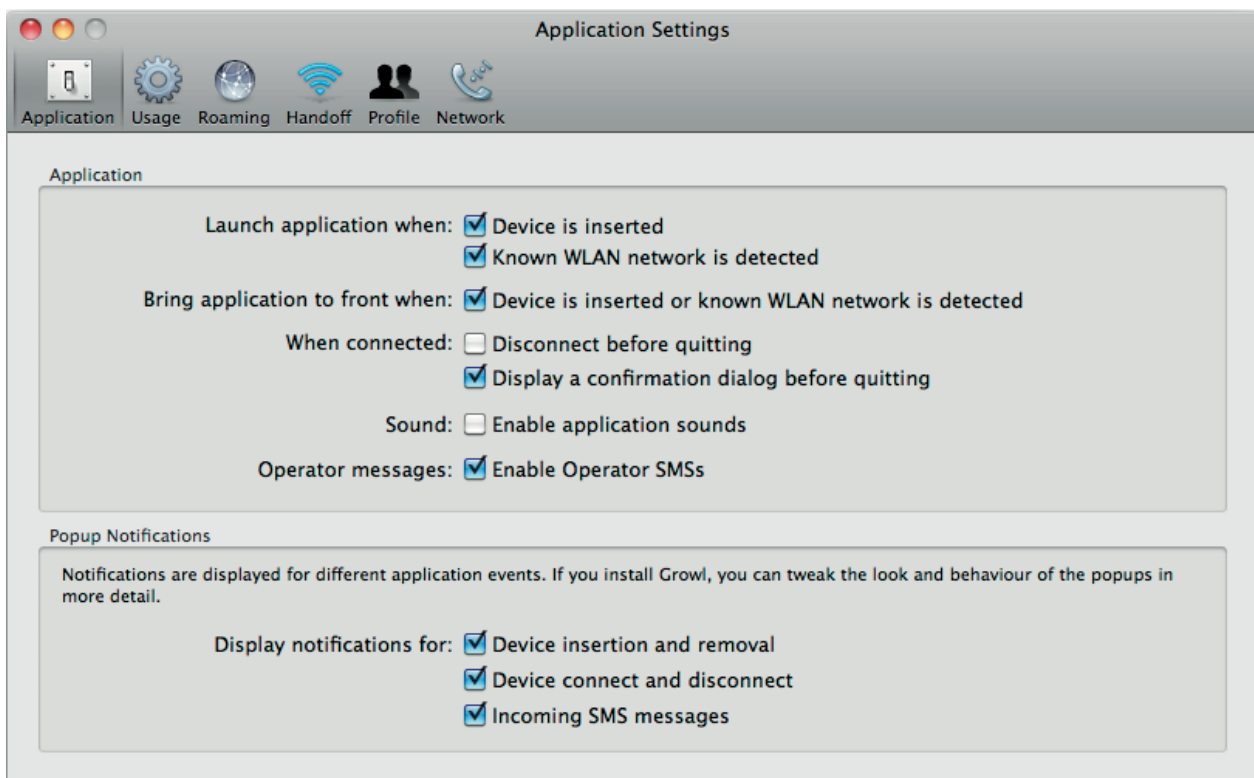 Application Settings
Application Usage Roaming Handoff Profile Network
Application
Launch application when: Device is inserted
Known WLAN network is detected
Bring application to front when: Device is inserted or known WLAN network is detected
When connected: Disconnect before quitting
Display a confirmation dialog before quitting
Sound: Enable application sounds
Operator messages: Enable Operator SMSs
Popup Notifications
Notifications are displayed for different application events. If you install Growl, you can tweak the look and behaviour of the popups in
more detail.
Display notifications for: Device insertion and removal
Device connect and disconnect
Incoming SMS messages